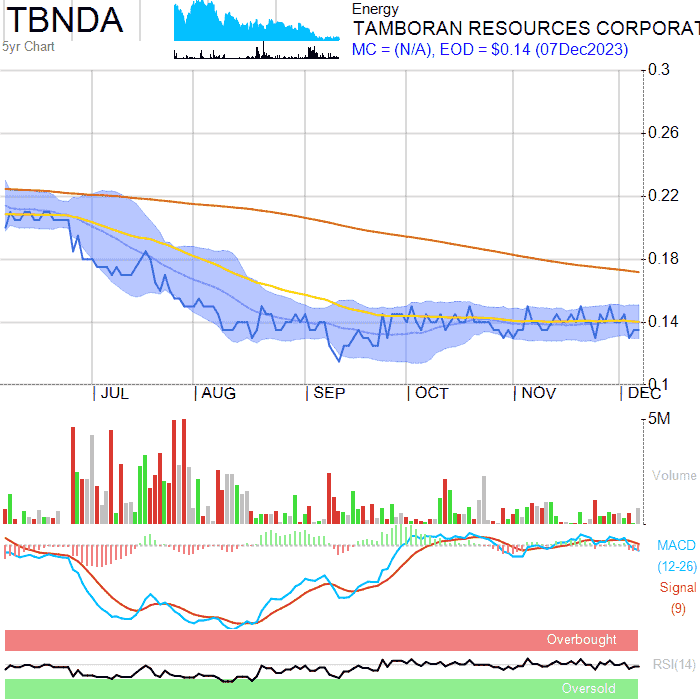 TBNDA
5yr Chart
Energy
TAMBORAN RESOURCES CORPORAT
MC = (N/A), EOD = $0.14 (07Dec2023)
0.3
0.26
0.22
0.18
0.14
0.1
JUL AUG SEP OCT NOV DEC
5M
Volume
MACD
(12-26)
Signal
(9)
Overbought
RSI(14)
Oversold